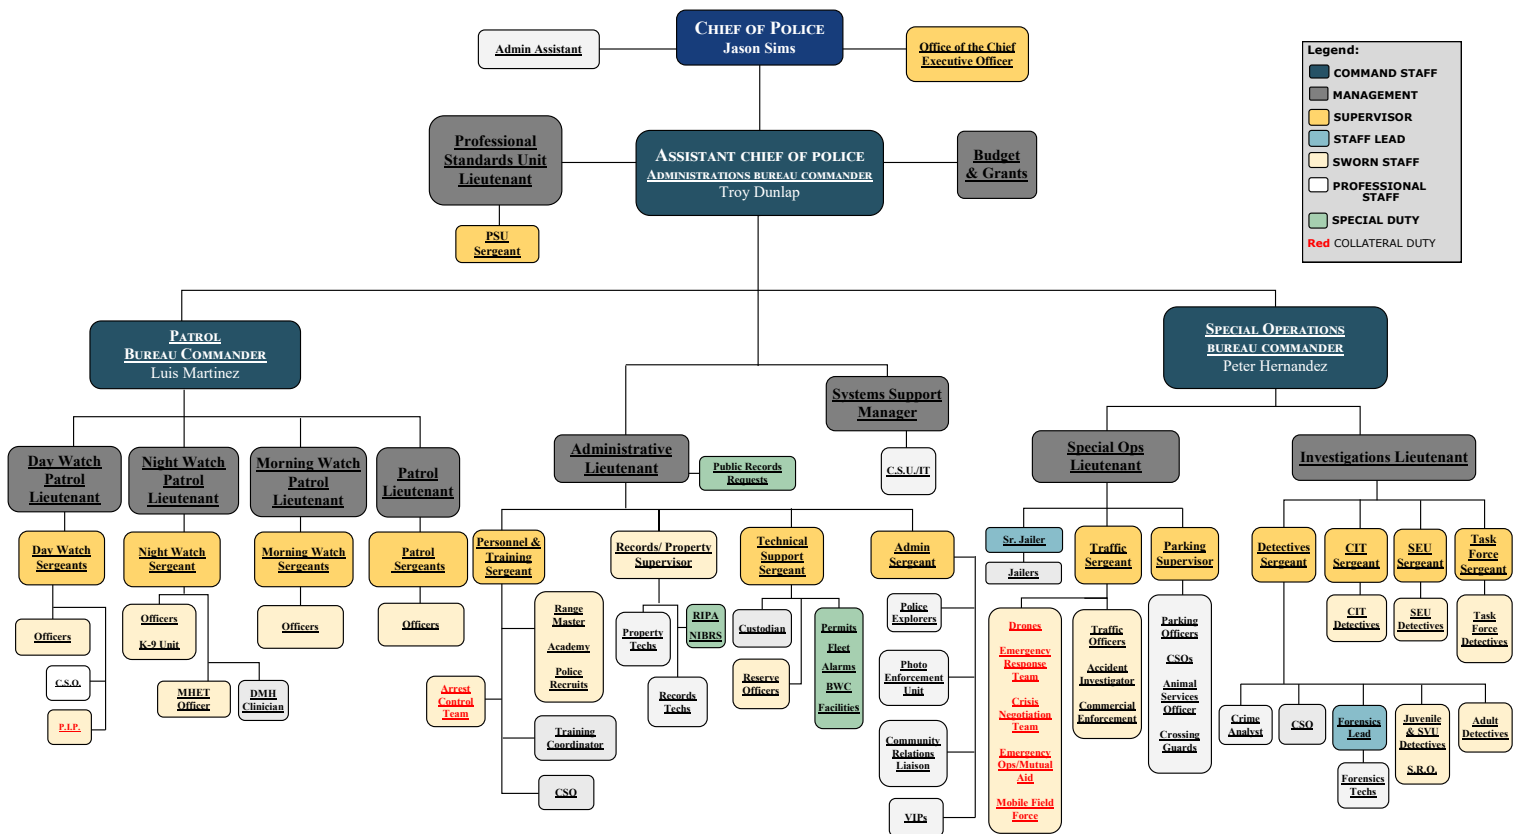 CHIEF OF POLICE
Jason Sims
Admin Assistant
Office of the Chief
Executive Officer
Legend:
COMMAND STAFF
MANAGEMENT
SUPERVISOR
STAFF LEAD
SWORN STAFF
PROFESSIONAL
STAFF
SPECIAL DUTY
Red COLLATERAL DUTY
Professional
Standards Unit
Lieutenant
ASSISTANT CHIEF OF POLICE
ADMINISTRATIONS BUREAU COMMANDER
Troy Dunlap
Budget
& Grants
PSU
Sergeant
PATROL
BUREAU COMMANDER
Luis Martinez
SPECIAL OPERATIONS
BUREAU COMMANDER
Peter Hernandez
Systems Support
Manager
C.S.U./IT
Administrative
Lieutenant
Public Records
Requests
Special Ops
Lieutenant
Investigations Lieutenant
Day Watch
Patrol
Lieutenant
Night Watch
Patrol
Lieutenant
Morning Watch
Patrol
Lieutenant
Patrol
Lieutenant
Day Watch
Sergeants
Night Watch
Sergeant
Morning Watch
Sergeants
Patrol
Sergeants
Officers
C.S.O.
P.I.P.
Officers
K-9 Unit
MHET
Officer
DMH
Clinician
Officers
Officers
Personnel &
Training
Sergeant
Records/ Property
Supervisor
Technical
Support
Sergeant
Admin
Sergeant
Range
Master
Academy
Police
Recruits
Arrest
Control
Team
Training
Coordinator
CSO
Property
Techs
RIPA
NIBRS
Records
Techs
Custodian
Reserve
Officers
Permits
Fleet
Alarms
BWC
Facilities
Police
Explorers
Photo
Enforcement
Unit
Community
Relations
Liaison
VIPs
Sr. Jailer
Jailers
Traffic
Sergeant
Parking
Supervisor
Drones
Emergency
Response
Team
Crisis
Negotiation
Team
Emergency
Ops/Mutual
Aid
Mobile Field
Force
Traffic
Officers
Accident
Investigator
Commercial
Enforcement
Parking
Officers
CSOs
Animal
Services
Officer
Crossing
Guards
Detectives
Sergeant
CIT
Sergeant
SEU
Sergeant
Task
Force
Sergeant
CIT
Detectives
SEU
Detectives
Task
Force
Detectives
Crime
Analyst
CSO
Forensics
Lead
Forensics
Techs
Juvenile
& SVU
Detectives
S.R.O.
Adult
Detectives